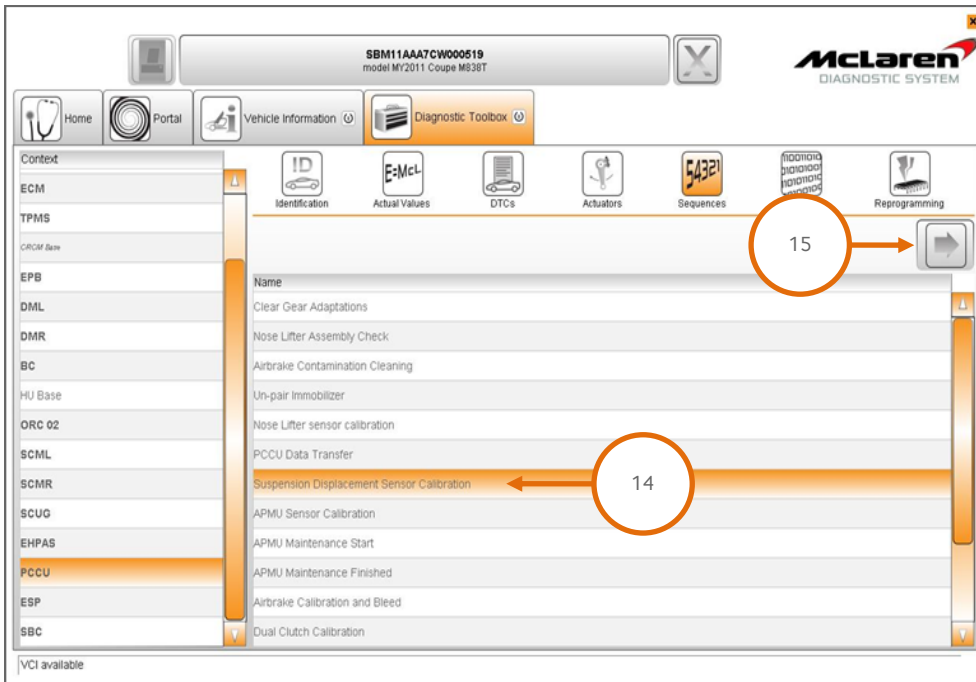 SBM11AAA7CW000519
model MY2011 Coupe M838T
X
McLaren
DIAGNOSTIC SYSTEM
Home
Portal
Vehicle Information
Diagnostic Toolbox
Context
ECM
TPMS
CRCM Base
EPB
DML
DMR
BC
HU Base
ORC 02
SCML
SCMR
SCUG
EHPAS
PCCU
ESP
SBC
ID
E=McL
54321
Identification
Actual Values
DTCs
Actuators
Sequences
Reprogramming
15
Name
Clear Gear Adaptations
Nose Lifter Assembly Check
Airbrake Contamination Cleaning
Un-pair Immobilizer
Nose Lifter sensor calibration
PCCU Data Transfer
Suspension Displacement Sensor Calibration
14
APMU Sensor Calibration
APMU Maintenance Start
APMU Maintenance Finished
Airbrake Calibration and Bleed
Dual Clutch Calibration
VCI available